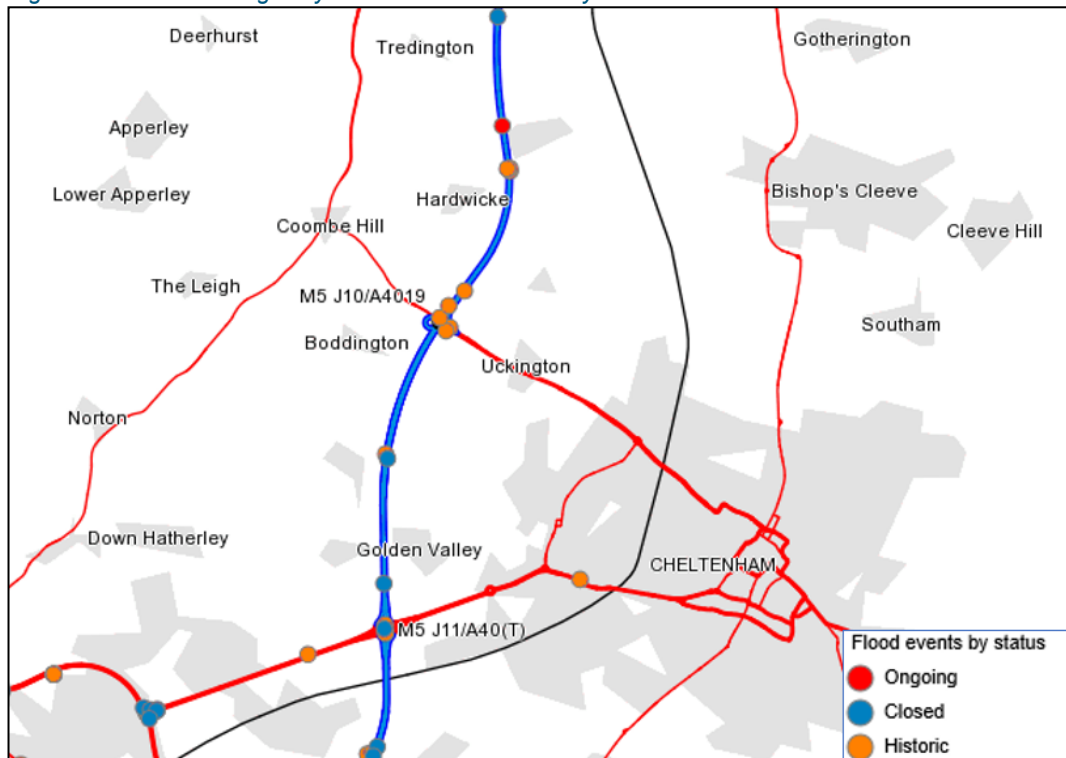 Deerhurst
Tredington
Gotherington
Apperley
Lower Apperley
Hardwicke
Bishop's Cleeve
Coombe Hill
Cleeve Hill
The Leigh
M5 J10/A4019
Southam
Boddington
Uckington
Norton
Down Hatherley
Golden Valley
CHELTENHAM
M5 J11/A40(T)
Flood events by status
Ongoing
Closed
Historic